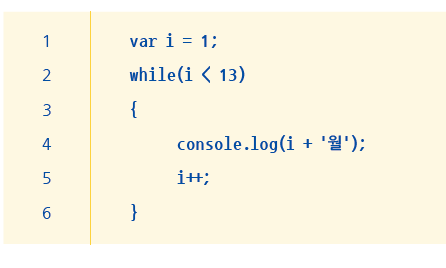 1 var i = 1;
2 while(i < 13)
3 {
4 console.log(i + '월');
5 i++;
6 }